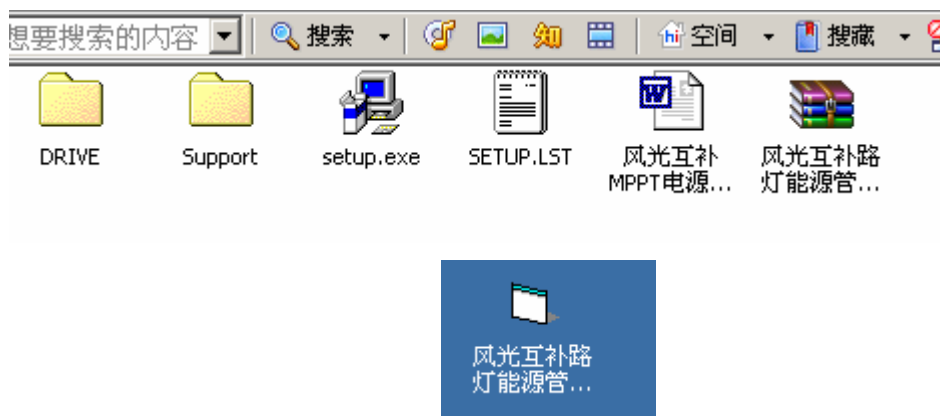 想要搜索的内容 搜索 知 hi 空间 搜藏
DRIVE Support setup.exe SETUP.LST 风光互补 风光互补路
MPPT电源... 灯能源管...
风光互补路
灯能源管...